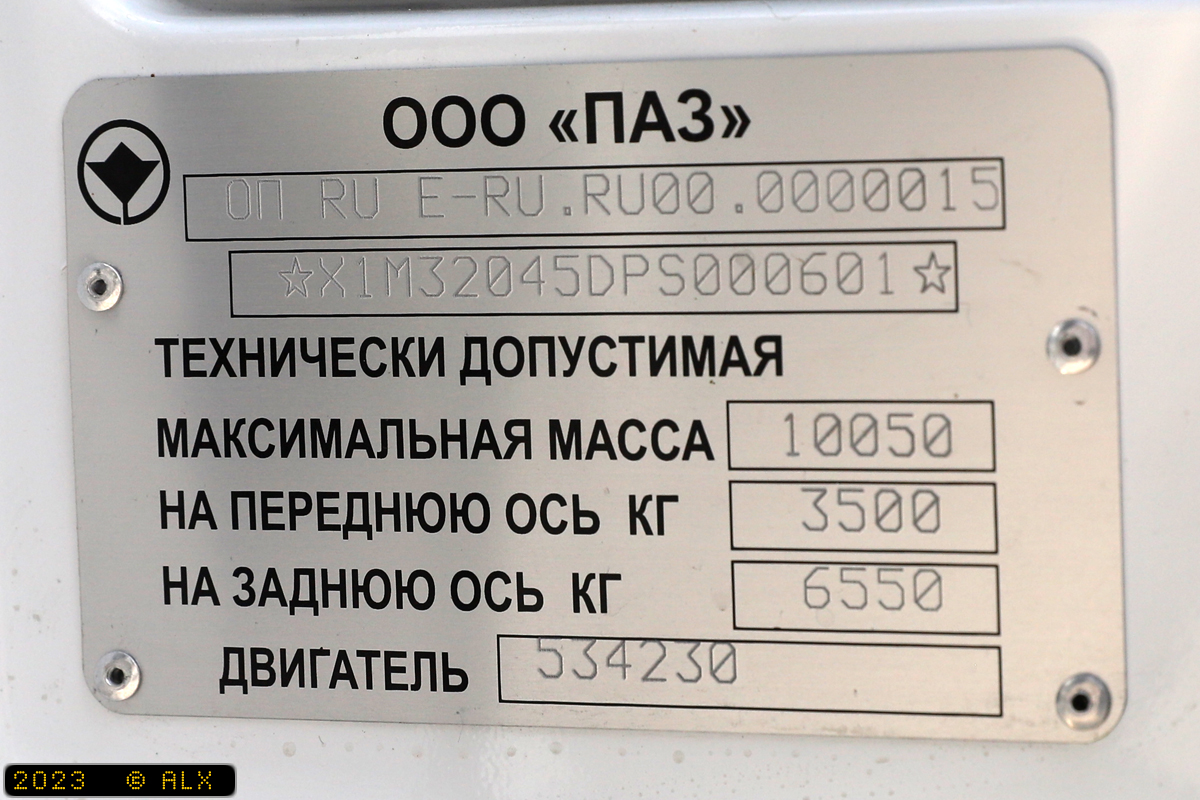 ООО «ПАЗ»
ОП RU E-RU.RU00.0000015
☆X1M32045DPS000601☆
ТЕХНИЧЕСКИ ДОПУСТИМАЯ
МАКСИМАЛЬНАЯ МАССА 10050
НА ПЕРЕДНЮЮ ОСЬ КГ 3500
НА ЗАДНЮЮ ОСЬ КГ 6550
ДВИГАТЕЛЬ 534230
2023 © ALX